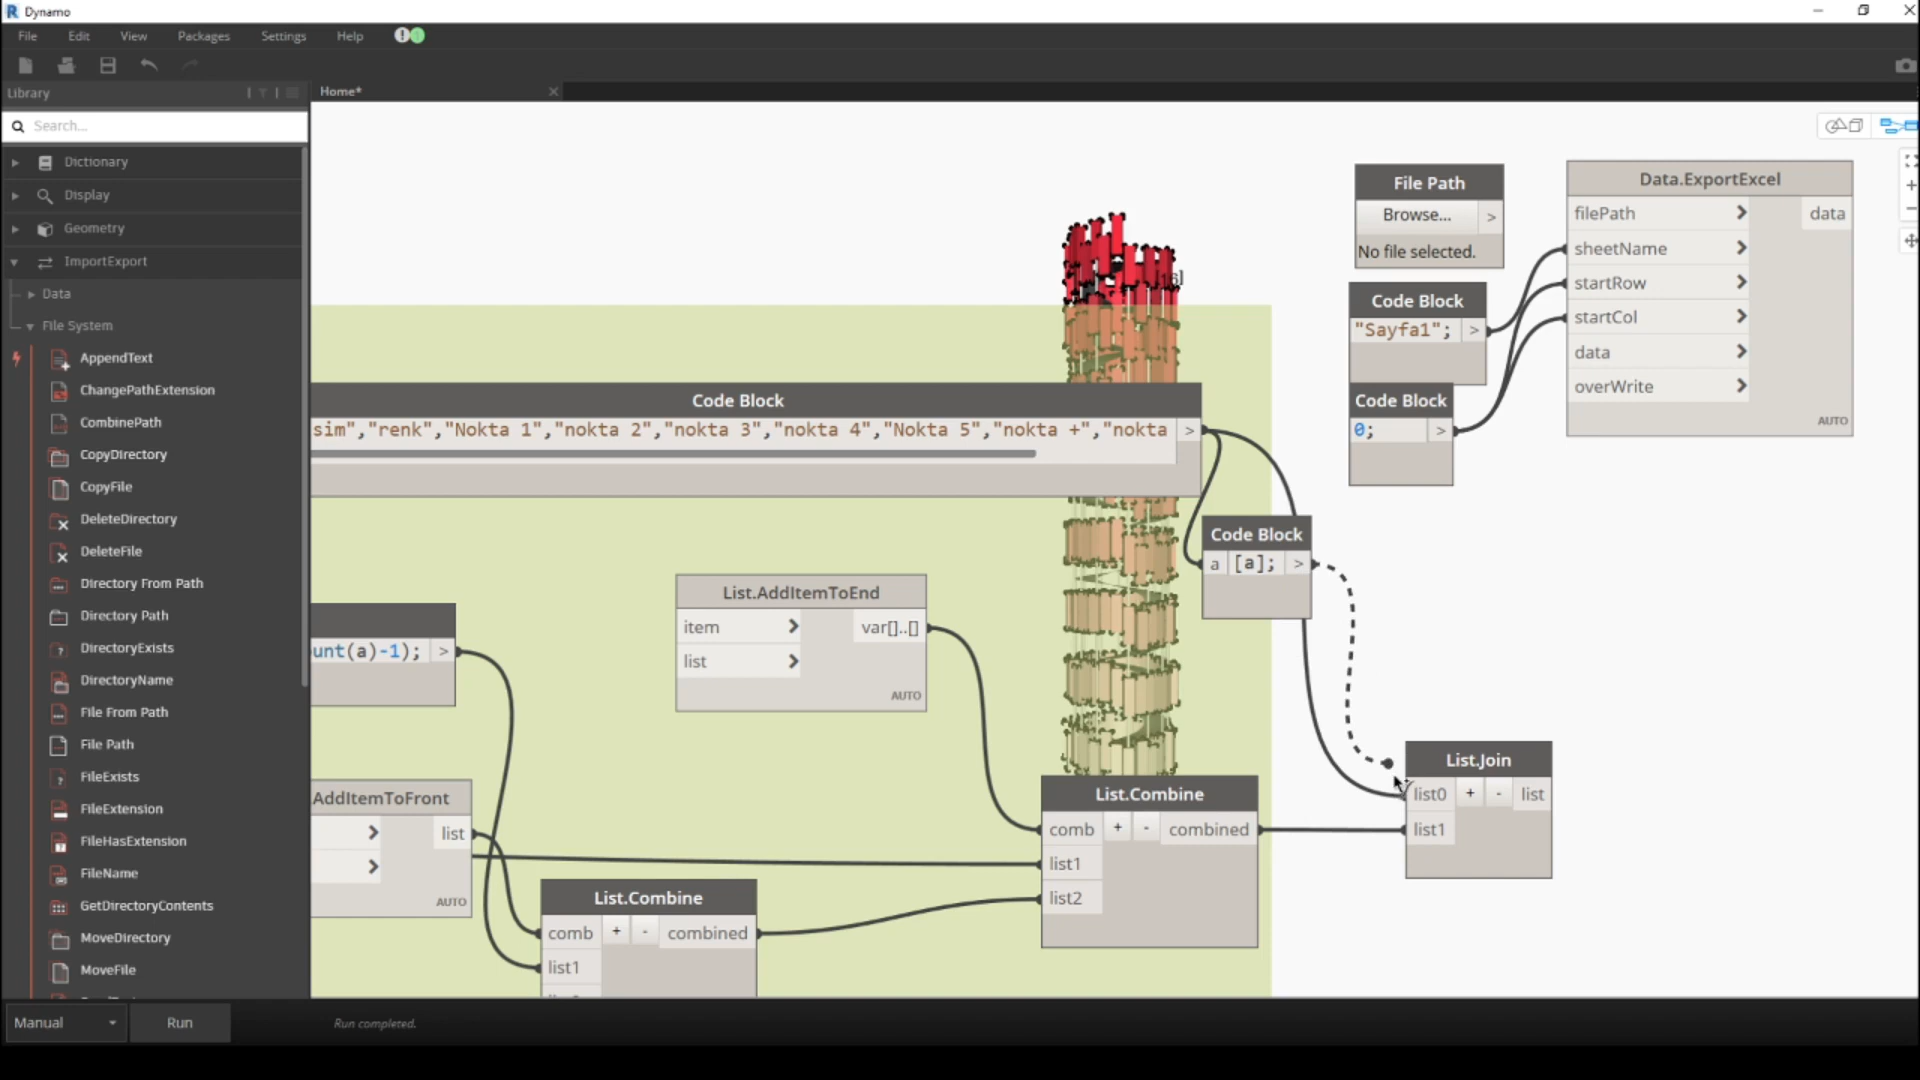 Dynamo
File Edit View Packages Settings Help
Library
Home*
Search...
Dictionary
Display
Geometry
ImportExport
Data
File System
AppendText
ChangePathExtension
CombinePath
CopyDirectory
CopyFile
DeleteDirectory
DeleteFile
Directory From Path
Directory Path
DirectoryExists
DirectoryName
File From Path
File Path
FileExists
FileExtension
FileHasExtension
FileName
GetDirectoryContents
MoveDirectory
MoveFile
File Path
Browse... >
No file selected.
Data.ExportExcel
filePath > data
sheetName >
startRow >
startCol >
data >
overWrite >
AUTO
Code Block
"Sayfa1"; >
Code Block
0; >
Code Block
sim","renk","Nokta 1","nokta 2","nokta 3","nokta 4","Nokta 5","nokta +","nokta >
Code Block
a [a]; >
List.AddItemToEnd
item > var[]..[]
list >
AUTO
unt(a)-1); >
AddItemToFront
> list
>
AUTO
List.Combine
comb + - combined
list1
List.Combine
comb + - combined
list1
list2
List.Join
list0 + - list
list1
Manual Run Run completed.